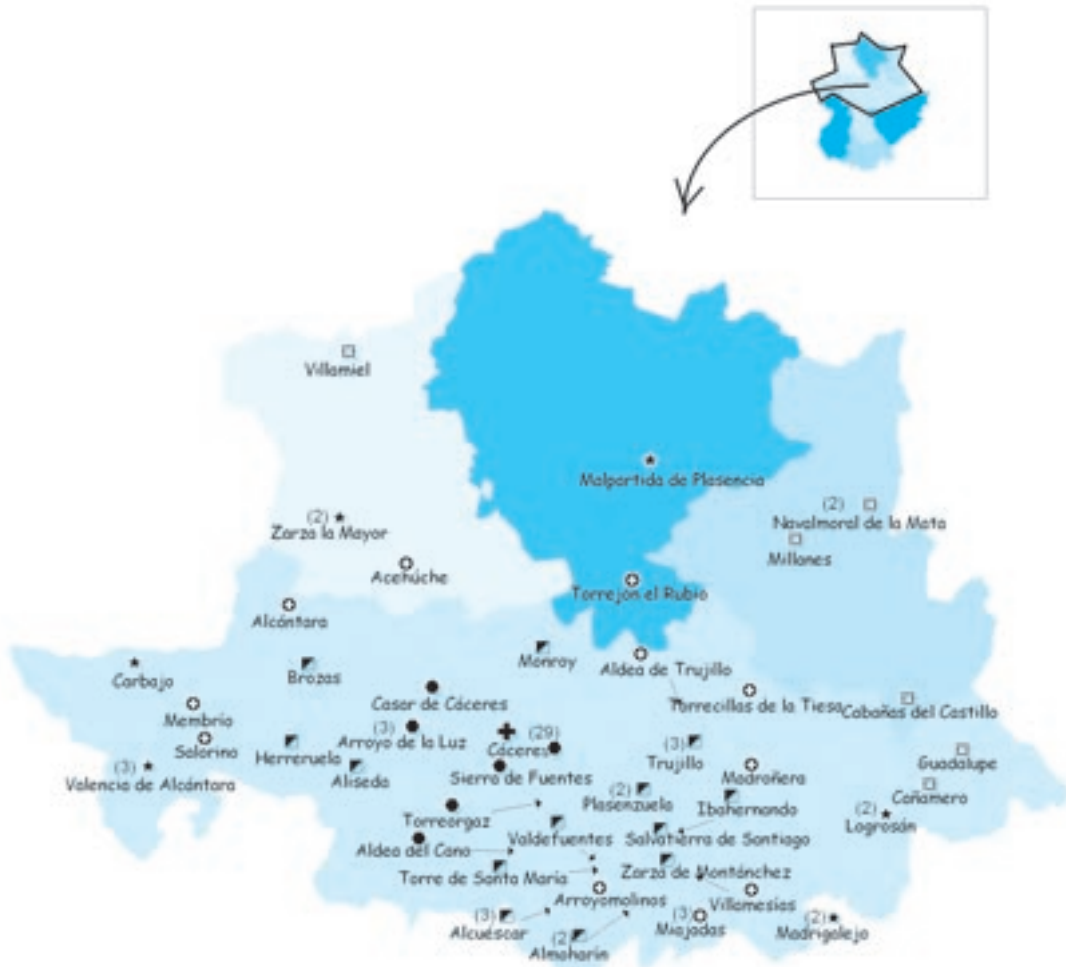 Villamiel
Malpartida de Plasencia
(2)
Navalmoral de la Mata
(2)
Zarza la Mayor
Millanes
Acehúche
Torrejón el Rubio
Alcántara
Monroy
Aldea de Trujillo
Carbajo
Brozas
Casar de Cáceres
Torrecillas de la Tiesa
Cabañas del Castillo
Membrío
(3)
Arroyo de la Luz
Cáceres
(29)
Salorino
Herreruela
(3)
Trujillo
Guadalupe
(3)
Valencia de Alcántara
Aliseda
Sierra de Fuentes
Madroñera
(2)
Plasenzuela
Ibahernando
Cañamero
(2)
Logrosán
Torreorgaz
Valdefuentes
Salvatierra de Santiago
Aldea del Cano
Torre de Santa María
Zarza de Montánchez
Arroyomolinos
Villamesías
(3)
Alcuéscar
(2)
Almoharín
(3)
Miajadas
(2)
Madrigalejo